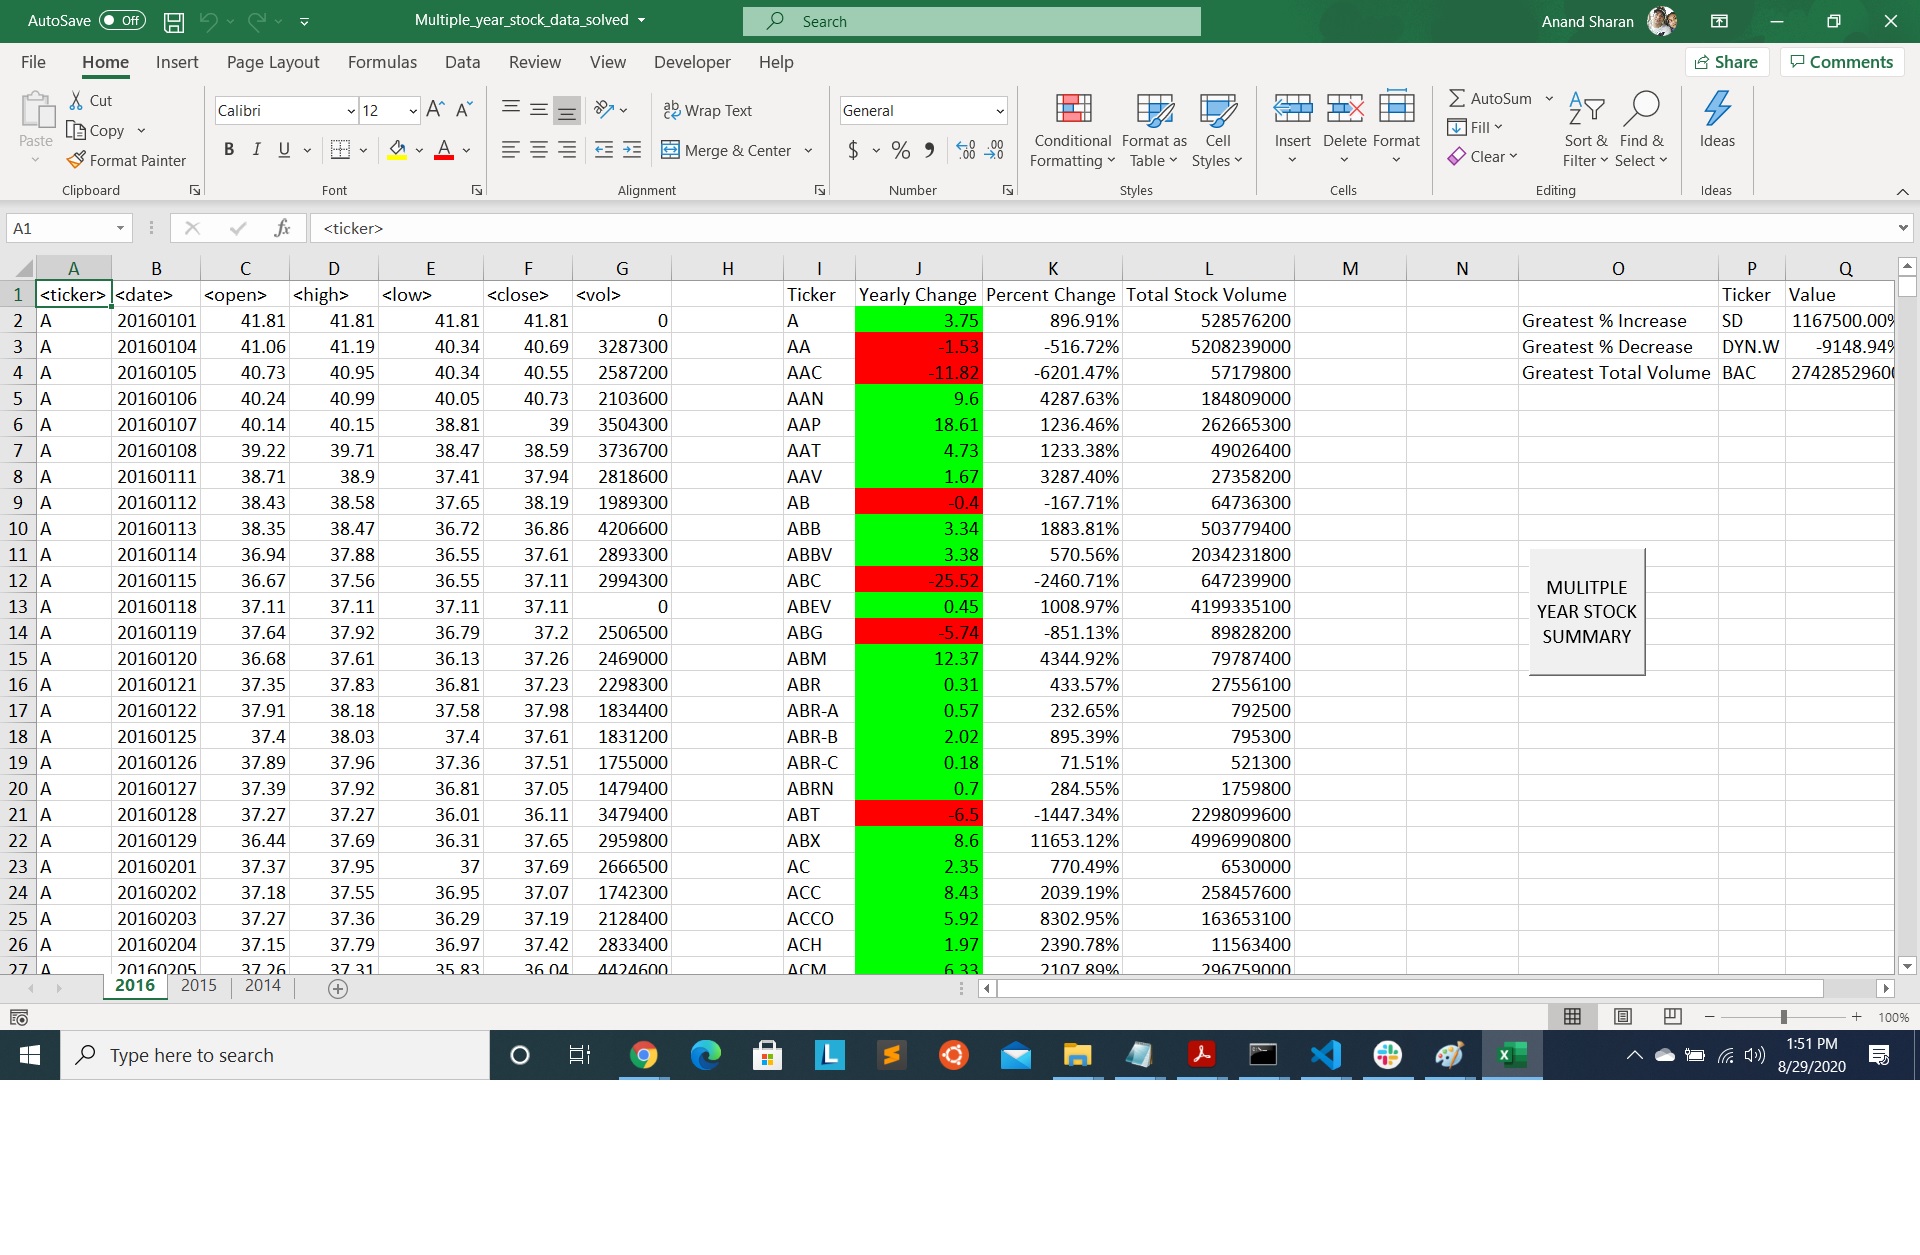 AutoSave Off Multiple_year_stock_data_solved Search Anand Sharan
File Home Insert Page Layout Formulas Data Review View Developer Help Share Comments
Paste Cut Copy Format Painter Clipboard
Calibri 12 A A B I U A Font
ab Wrap Text Merge & Center Alignment
General $ % , .00 .00 Number
Conditional Formatting Format as Table Cell Styles Styles
Insert Delete Format Cells
AutoSum Fill Clear Sort & Filter Find & Select Editing
Ideas Ideas
A1 fx <ticker>
A B C D E F G H I J K L M N O P Q
1 <ticker> <date> <open> <high> <low> <close> <vol> Ticker Yearly Change Percent Change Total Stock Volume Ticker Value
2 A 20160101 41.81 41.81 41.81 41.81 0 A 3.75 896.91% 528576200 Greatest % Increase SD 1167500.00%
3 A 20160104 41.06 41.19 40.34 40.69 3287300 AA -1.53 -516.72% 5208239000 Greatest % Decrease DYN.W -9148.94%
4 A 20160105 40.73 40.95 40.34 40.55 2587200 AAC -11.82 -6201.47% 57179800 Greatest Total Volume BAC 2742852960
5 A 20160106 40.24 40.99 40.05 40.73 2103600 AAN 9.6 4287.63% 184809000
6 A 20160107 40.14 40.15 38.81 39 3504300 AAP 18.61 1236.46% 262665300
7 A 20160108 39.22 39.71 38.47 38.59 3736700 AAT 4.73 1233.38% 49026400
8 A 20160111 38.71 38.9 37.41 37.94 2818600 AAV 1.67 3287.40% 27358200
9 A 20160112 38.43 38.58 37.65 38.19 1989300 AB -0.4 -167.71% 64736300
10 A 20160113 38.35 38.47 36.72 36.86 4206600 ABB 3.34 1883.81% 503779400
11 A 20160114 36.94 37.88 36.55 37.61 2893300 ABBV 3.38 570.56% 2034231800
12 A 20160115 36.67 37.56 36.55 37.11 2994300 ABC -25.52 -2460.71% 647239900
13 A 20160118 37.11 37.11 37.11 37.11 0 ABEV 0.45 1008.97% 4199335100
14 A 20160119 37.64 37.92 36.79 37.2 2506500 ABG -5.74 -851.13% 89828200
15 A 20160120 36.68 37.61 36.13 37.26 2469000 ABM 12.37 4344.92% 79787400
16 A 20160121 37.35 37.83 36.81 37.23 2298300 ABR 0.31 433.57% 27556100
17 A 20160122 37.91 38.18 37.58 37.98 1834400 ABR-A 0.57 232.65% 792500
18 A 20160125 37.4 38.03 37.4 37.61 1831200 ABR-B 2.02 895.39% 795300
19 A 20160126 37.89 37.96 37.36 37.51 1755000 ABR-C 0.18 71.51% 521300
20 A 20160127 37.39 37.92 36.81 37.05 1479400 ABRN 0.7 284.55% 1759800
21 A 20160128 37.27 37.27 36.01 36.11 3479400 ABT -6.5 -1447.34% 2298099600
22 A 20160129 36.44 37.69 36.31 37.65 2959800 ABX 8.6 11653.12% 4996990800
23 A 20160201 37.37 37.95 37 37.69 2666500 AC 2.35 770.49% 6530000
24 A 20160202 37.18 37.55 36.95 37.07 1742300 ACC 8.43 2039.19% 258457600
25 A 20160203 37.27 37.36 36.29 37.19 2128400 ACCO 5.92 8302.95% 163653100
26 A 20160204 37.15 37.79 36.97 37.42 2833400 ACH 1.97 2390.78% 11563400
27 A 20160205 37.26 37.31 35.83 36.04 4424600 ACM 6.33 2107.89% 296759000
MULITPLE
YEAR STOCK
SUMMARY
2016 2015 2014
100%
Type here to search
1:51 PM
8/29/2020